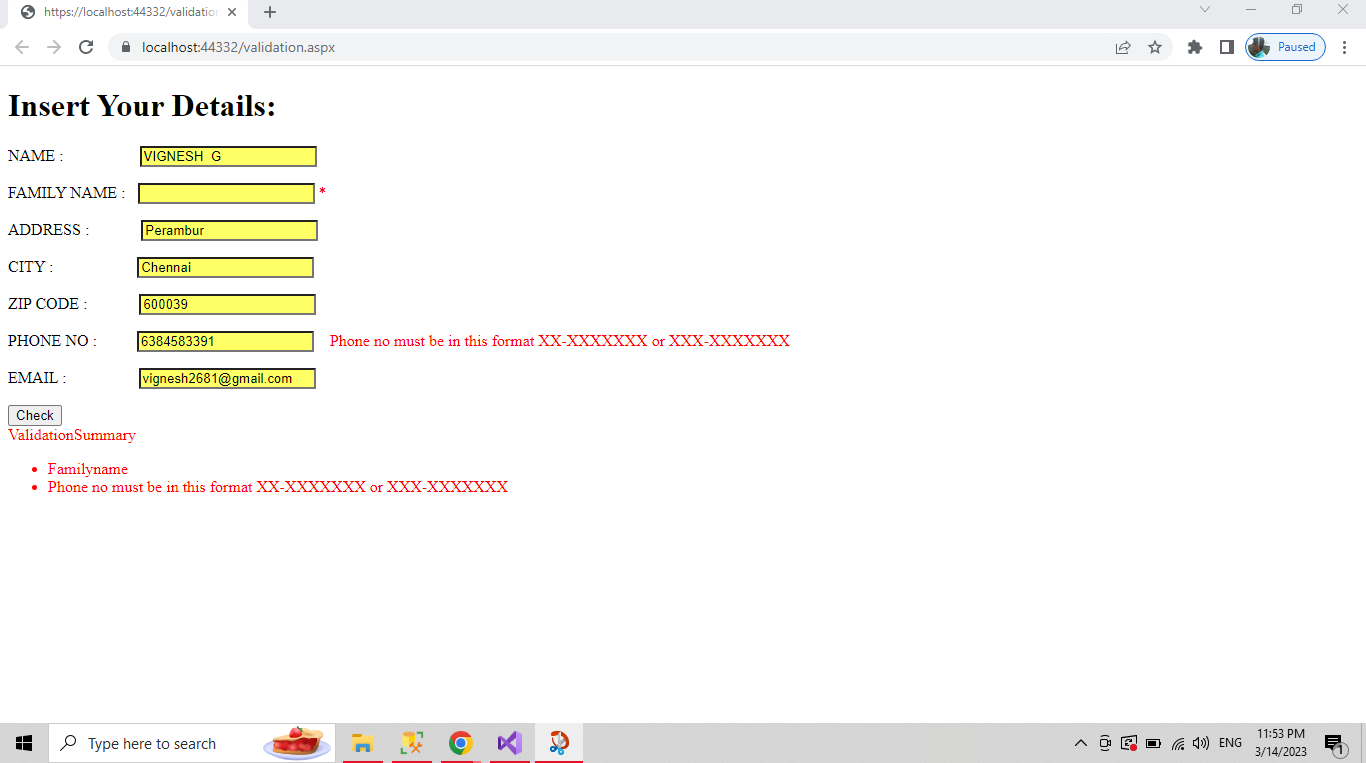 https://localhost:44332/validation
localhost:44332/validation.aspx
Paused
Insert Your Details:
NAME : VIGNESH G
FAMILY NAME : *
ADDRESS : Perambur
CITY : Chennai
ZIP CODE : 600039
PHONE NO : 6384583391 Phone no must be in this format XX-XXXXXXX or XXX-XXXXXXX
EMAIL : vignesh2681@gmail.com
Check
ValidationSummary
• Familyname
• Phone no must be in this format XX-XXXXXXX or XXX-XXXXXXX
Type here to search
ENG
11:53 PM
3/14/2023
1